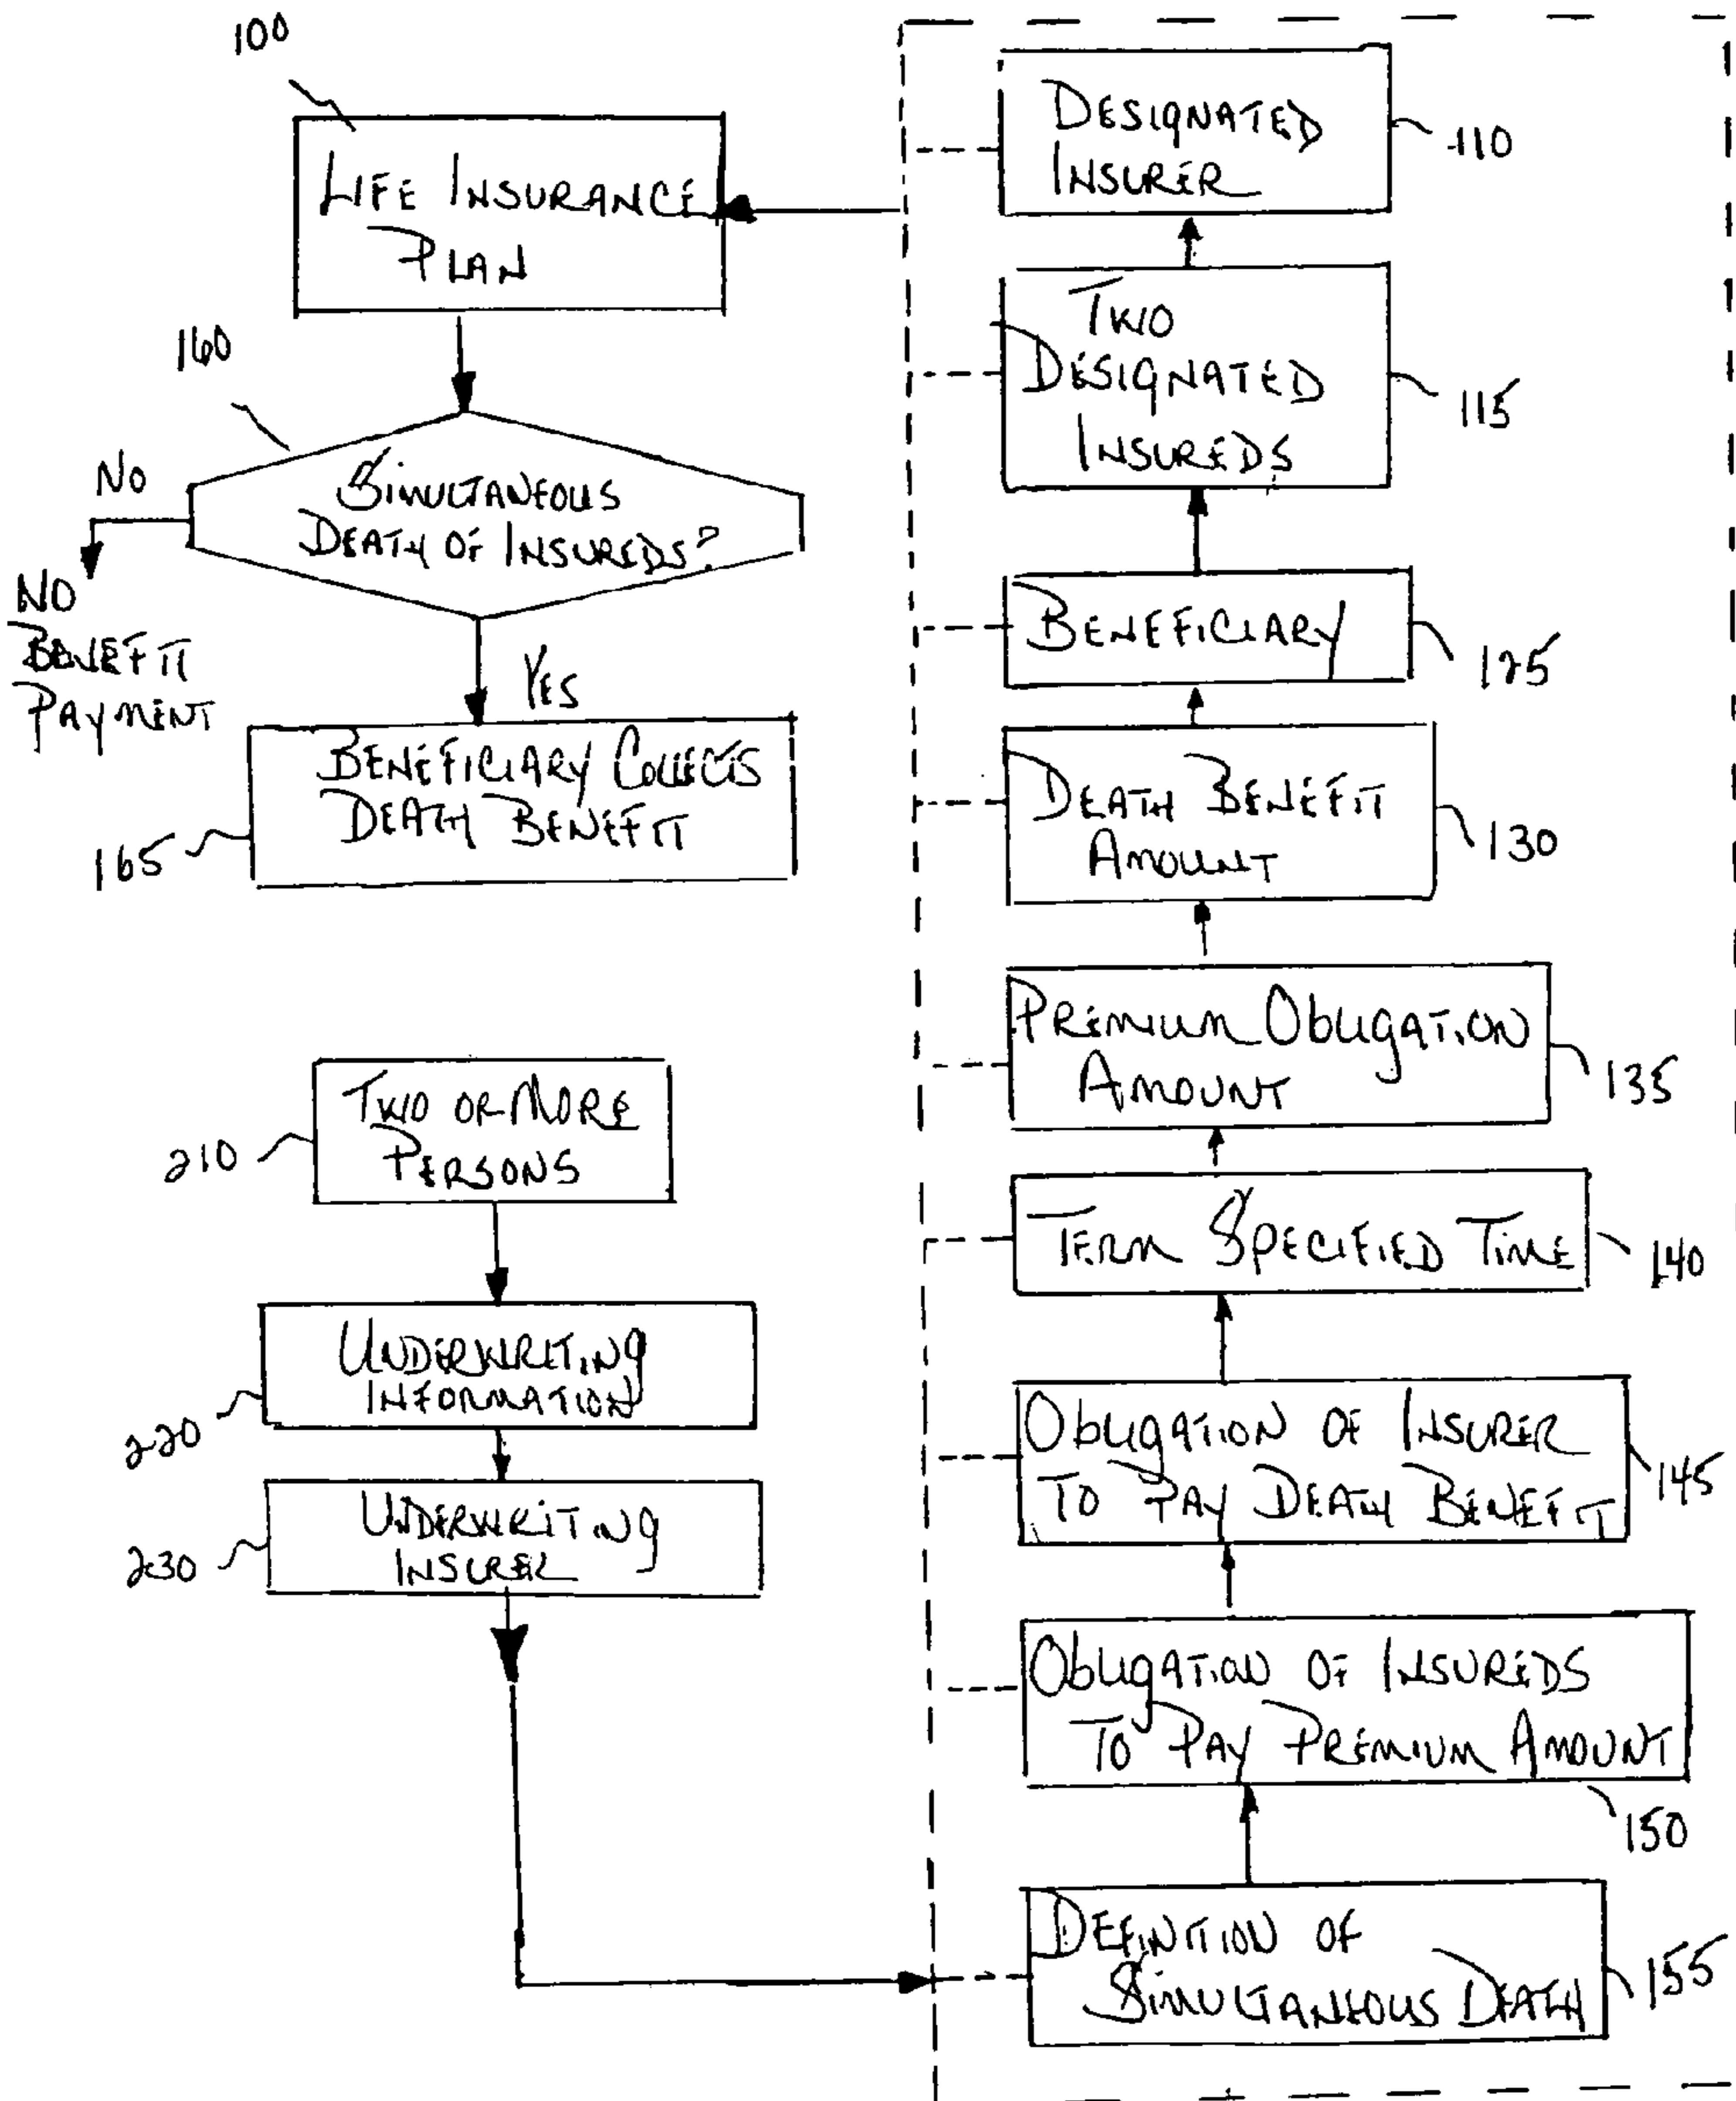 100
LIFE INSURANCE
PLAN
160
SIMULTANEOUS
DEATH OF INSUREDS?
NO
NO
BENEFIT
PAYMENT
YES
BENEFICIARY COLLECTS
DEATH BENEFIT
165
TWO OR MORE
PERSONS
210
UNDERWRITING
INFORMATION
220
UNDERWRITING
INSURER
230
DESIGNATED
INSURER
110
TWO
DESIGNATED
INSUREDS
115
BENEFICIARY
125
DEATH BENEFIT
AMOUNT
130
PREMIUM OBLIGATION
AMOUNT
135
TERM SPECIFIED TIME
140
OBLIGATION OF INSURER
TO PAY DEATH BENEFIT
145
OBLIGATION OF INSUREDS
TO PAY PREMIUM AMOUNT
150
DEFINITION OF
SIMULTANEOUS DEATH
155